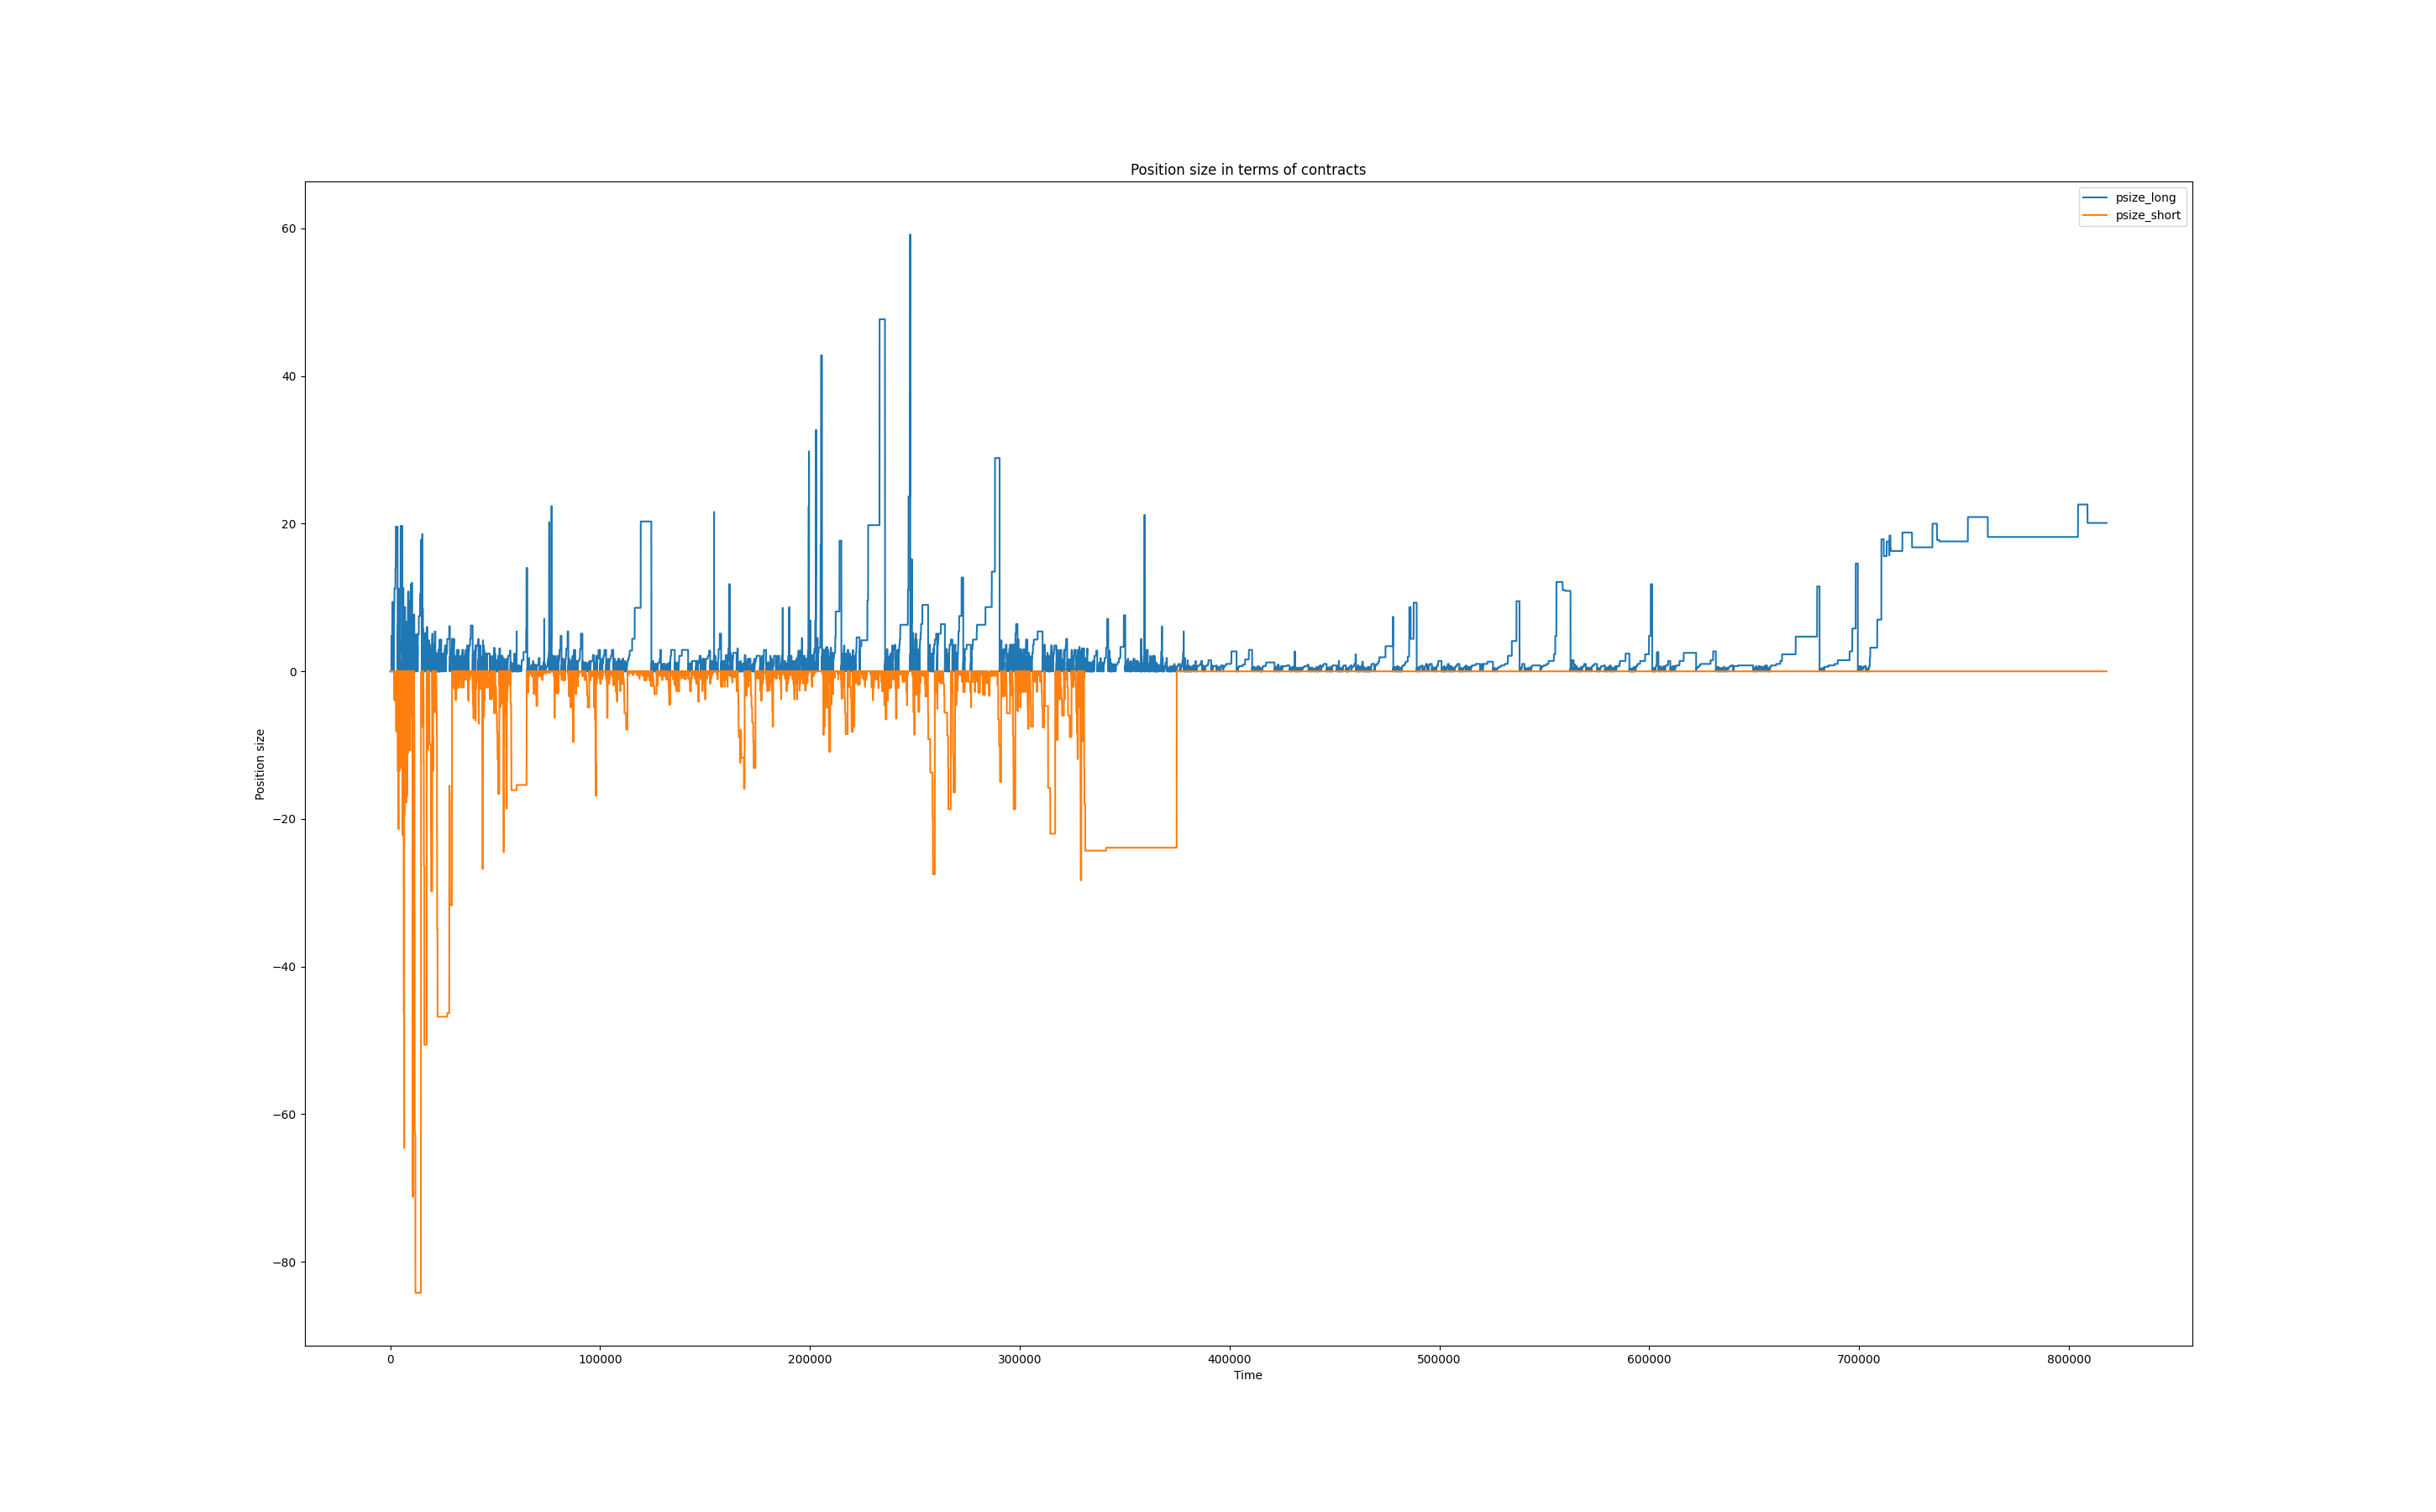 Position size in terms of contracts
psize_long
psize_short
60
40
20
0
−20
−40
−60
−80
Position size
0 100000 200000 300000 400000 500000 600000 700000 800000
Time